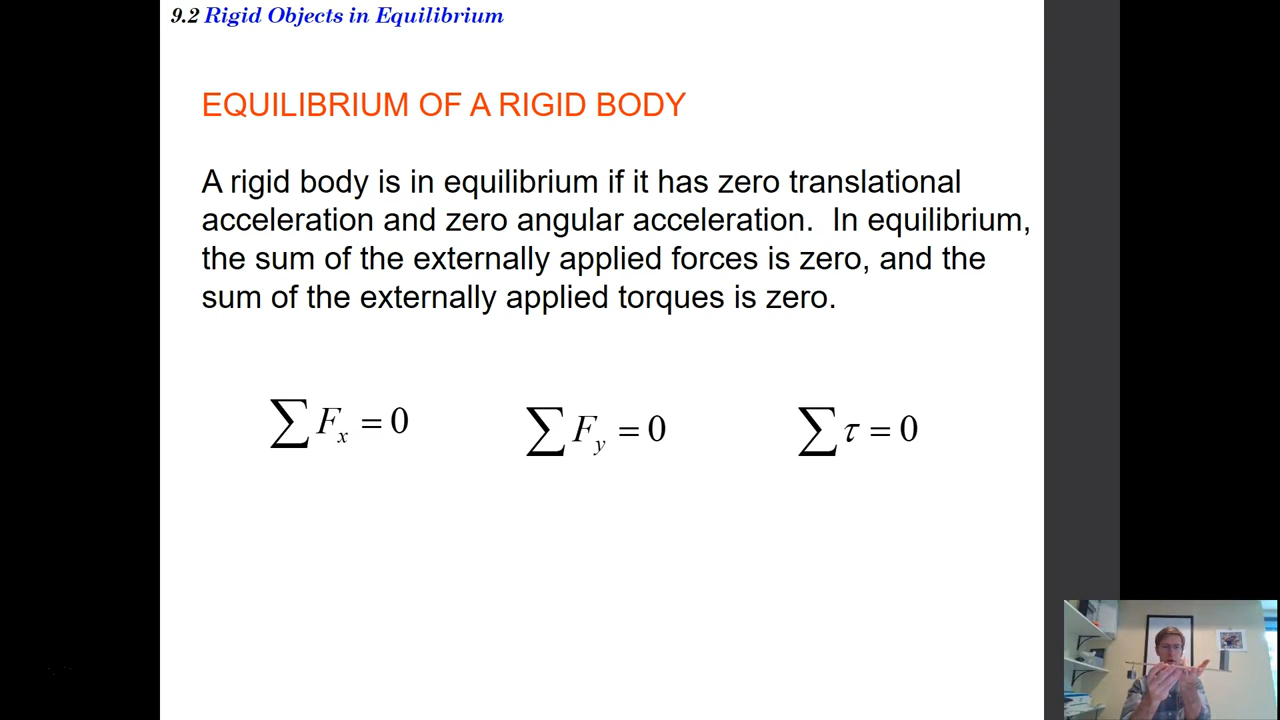 9.2 Rigid Objects in Equilibrium
EQUILIBRIUM OF A RIGID BODY
A rigid body is in equilibrium if it has zero translational
acceleration and zero angular acceleration.  In equilibrium,
the sum of the externally applied forces is zero, and the
sum of the externally applied torques is zero.
∑ Fₓ = 0 ∑ F_y = 0 ∑ τ = 0